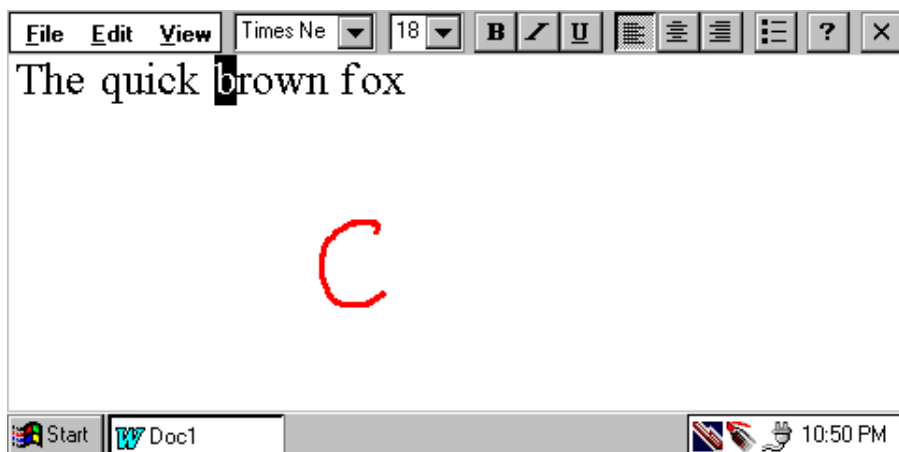 File Edit View Times Ne 18 B I U ? ×
The quick brown fox
C
Start W Doc1 10:50 PM